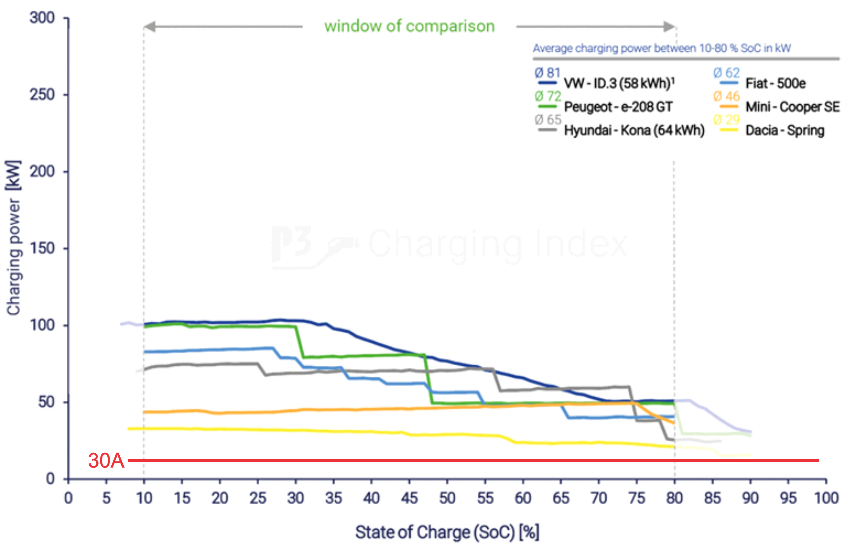 300
window of comparison
Average charging power between 10-80 % SoC in kW
Ø 81
VW - ID.3 (58 kWh)¹
Ø 62
Fiat - 500e
Ø 72
Peugeot - e-208 GT
Ø 46
Mini - Cooper SE
Ø 65
Hyundai - Kona (64 kWh)
Ø 29
Dacia - Spring
250
200
150
100
50
0
Charging power [kW]
P3 Charging Index
30A
0 5 10 15 20 25 30 35 40 45 50 55 60 65 70 75 80 85 90 95 100
State of Charge (SoC) [%]